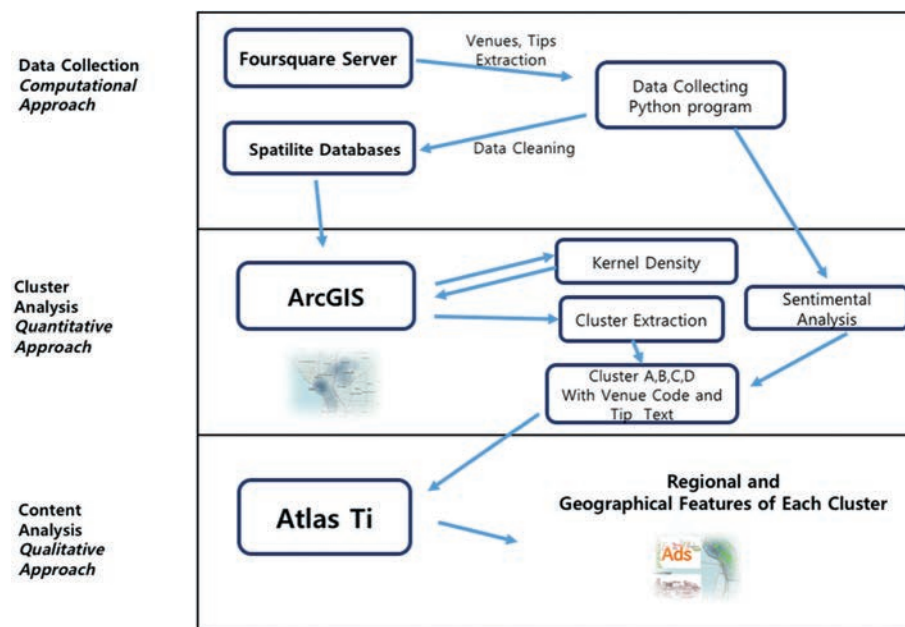 Data Collection
Computational
Approach
Foursquare Server
Venues, Tips
Extraction
Data Collecting
Python program
Spatilite Databases
Data Cleaning
Cluster
Analysis
Quantitative
Approach
ArcGIS
Kernel Density
Cluster Extraction
Sentimental
Analysis
Cluster A,B,C,D
With Venue Code and
Tip Text
Content
Analysis
Qualitative
Approach
Atlas Ti
Regional and
Geographical Features of Each Cluster
Ads